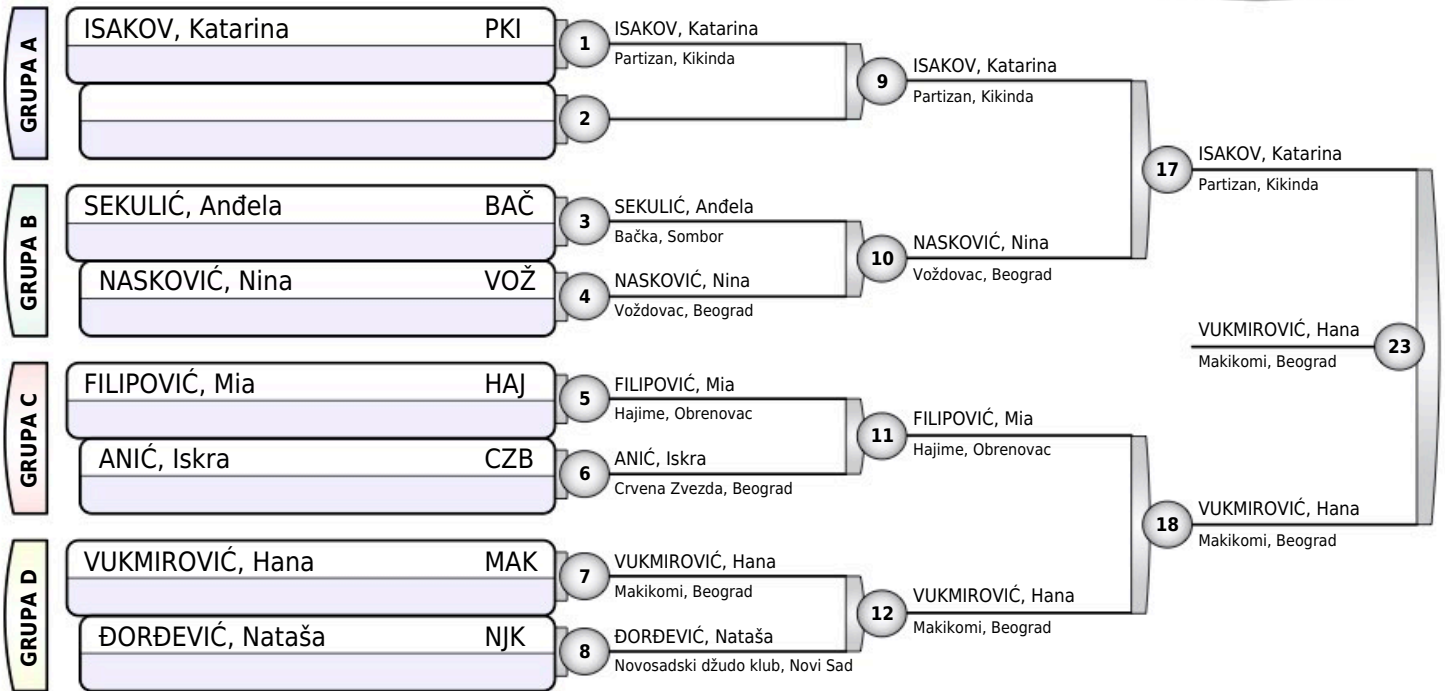 GRUPA A
ISAKOV, Katarina PKI
1
2
GRUPA B
SEKULIĆ, Anđela BAČ
3
NASKOVIĆ, Nina VOŽ
4
GRUPA C
FILIPOVIĆ, Mia HAJ
5
ANIĆ, Iskra CZB
6
GRUPA D
VUKMIROVIĆ, Hana MAK
7
ĐORĐEVIĆ, Nataša NJK
8
ISAKOV, Katarina
Partizan, Kikinda
SEKULIĆ, Anđela
Bačka, Sombor
NASKOVIĆ, Nina
Voždovac, Beograd
FILIPOVIĆ, Mia
Hajime, Obrenovac
ANIĆ, Iskra
Crvena Zvezda, Beograd
VUKMIROVIĆ, Hana
Makikomi, Beograd
ĐORĐEVIĆ, Nataša
Novosadski džudo klub, Novi Sad
9
ISAKOV, Katarina
Partizan, Kikinda
10
NASKOVIĆ, Nina
Voždovac, Beograd
11
FILIPOVIĆ, Mia
Hajime, Obrenovac
12
VUKMIROVIĆ, Hana
Makikomi, Beograd
17
ISAKOV, Katarina
Partizan, Kikinda
18
VUKMIROVIĆ, Hana
Makikomi, Beograd
VUKMIROVIĆ, Hana
Makikomi, Beograd
23